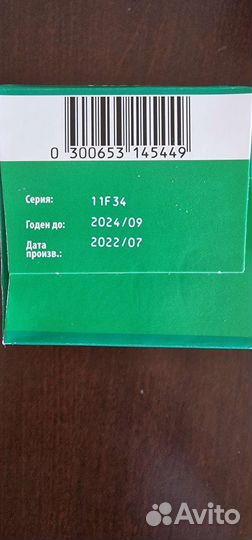 0 300653 145449
Серия: 11F34
Годен до: 2024/09
Дата 2022/07
произв.:
Avito